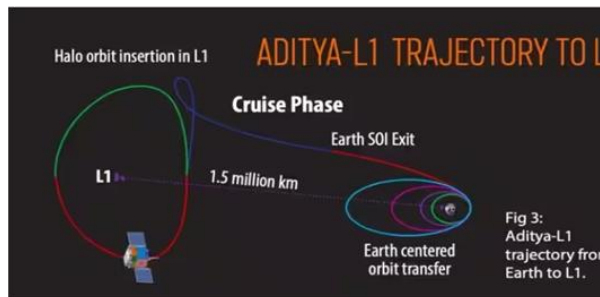 ADITYA-L1 TRAJECTORY TO L
Halo orbit insertion in L1
Cruise Phase
Earth SOI Exit
L1
1.5 million km
Earth centered
orbit transfer
Fig 3:
Aditya-L1
trajectory from
Earth to L1.